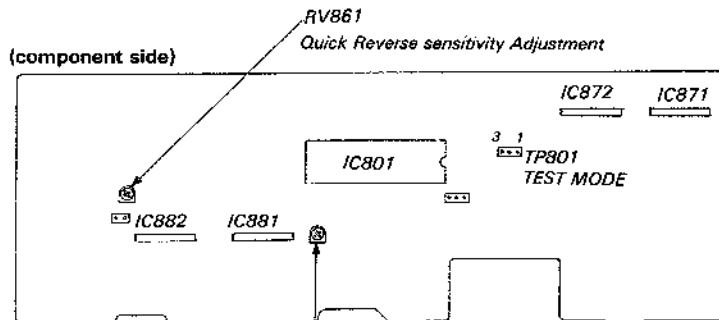 RV861
Quick Reverse sensitivity Adjustment
(component side)
IC872
IC871
3 1
IC801
TP801
TEST MODE
IC882
IC881